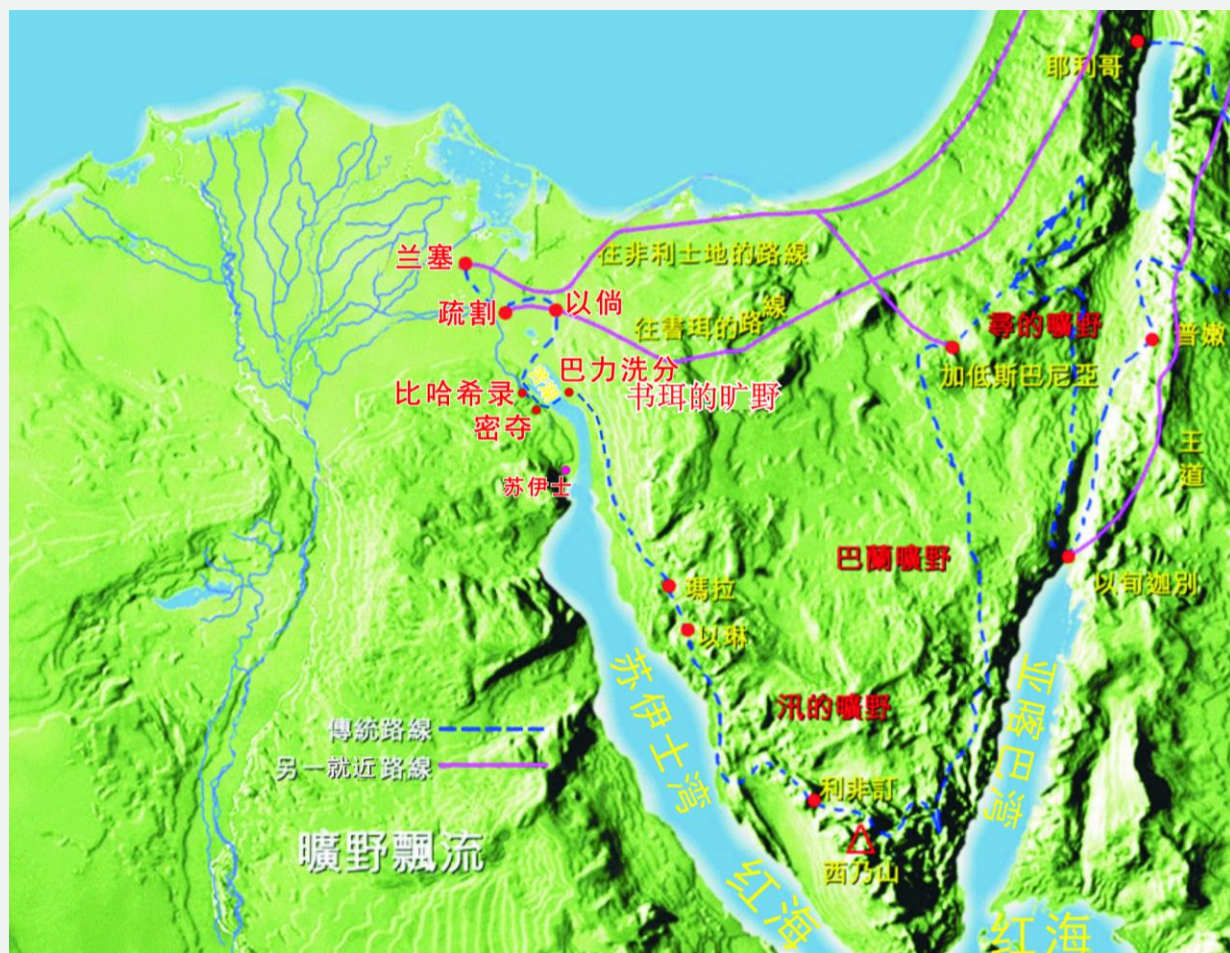 耶利哥
兰塞
往非利士地的路線
疏割
以倘
往書珥的路線
尋的曠野
普嫩
巴力洗分
加低斯巴尼亞
比哈希录
书珥的旷野
密夺
王道
苏伊士
巴蘭曠野
瑪拉
以旬迦別
以琳
苏伊士湾
亚喀巴湾
汛的曠野
傳統路線
另一就近路線
利非訂
曠野飄流
西乃山
红海
红海